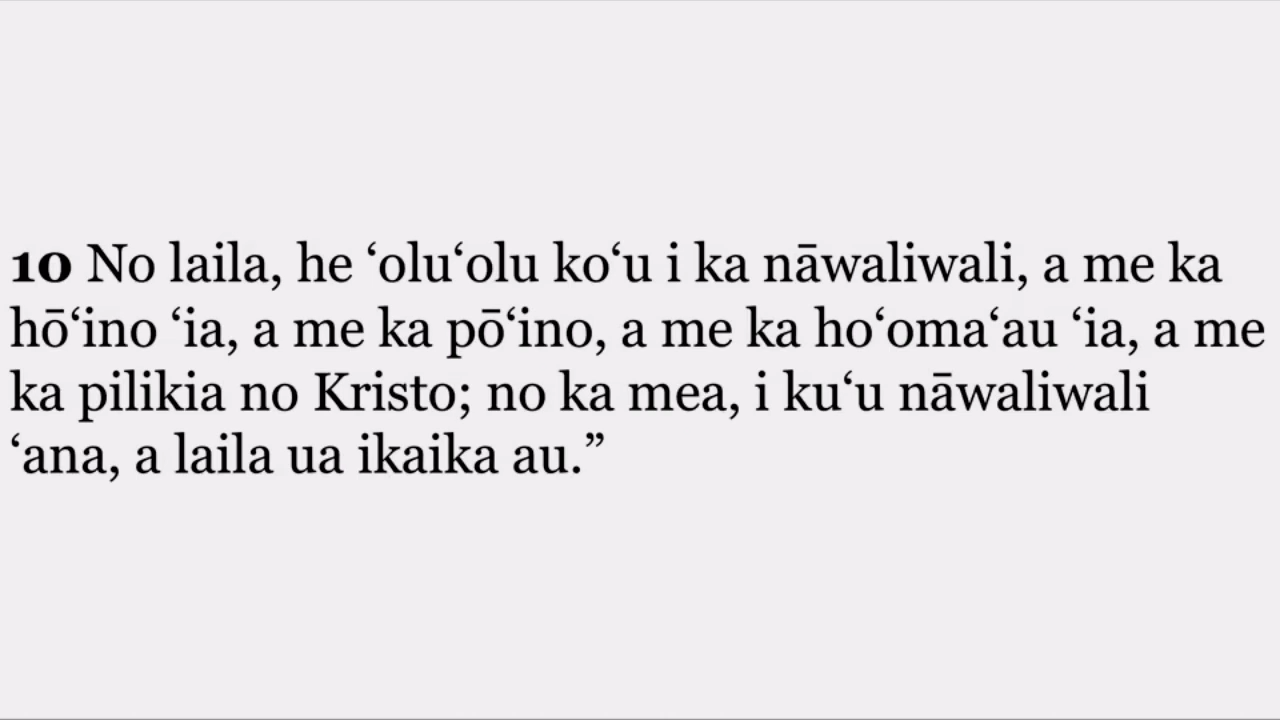 10 No laila, he ʻoluʻolu koʻu i ka nāwaliwali, a me ka
hōʻino ʻia, a me ka pōʻino, a me ka hoʻomaʻau ʻia, a me
ka pilikia no Kristo; no ka mea, i kuʻu nāwaliwali
ʻana, a laila ua ikaika au.”